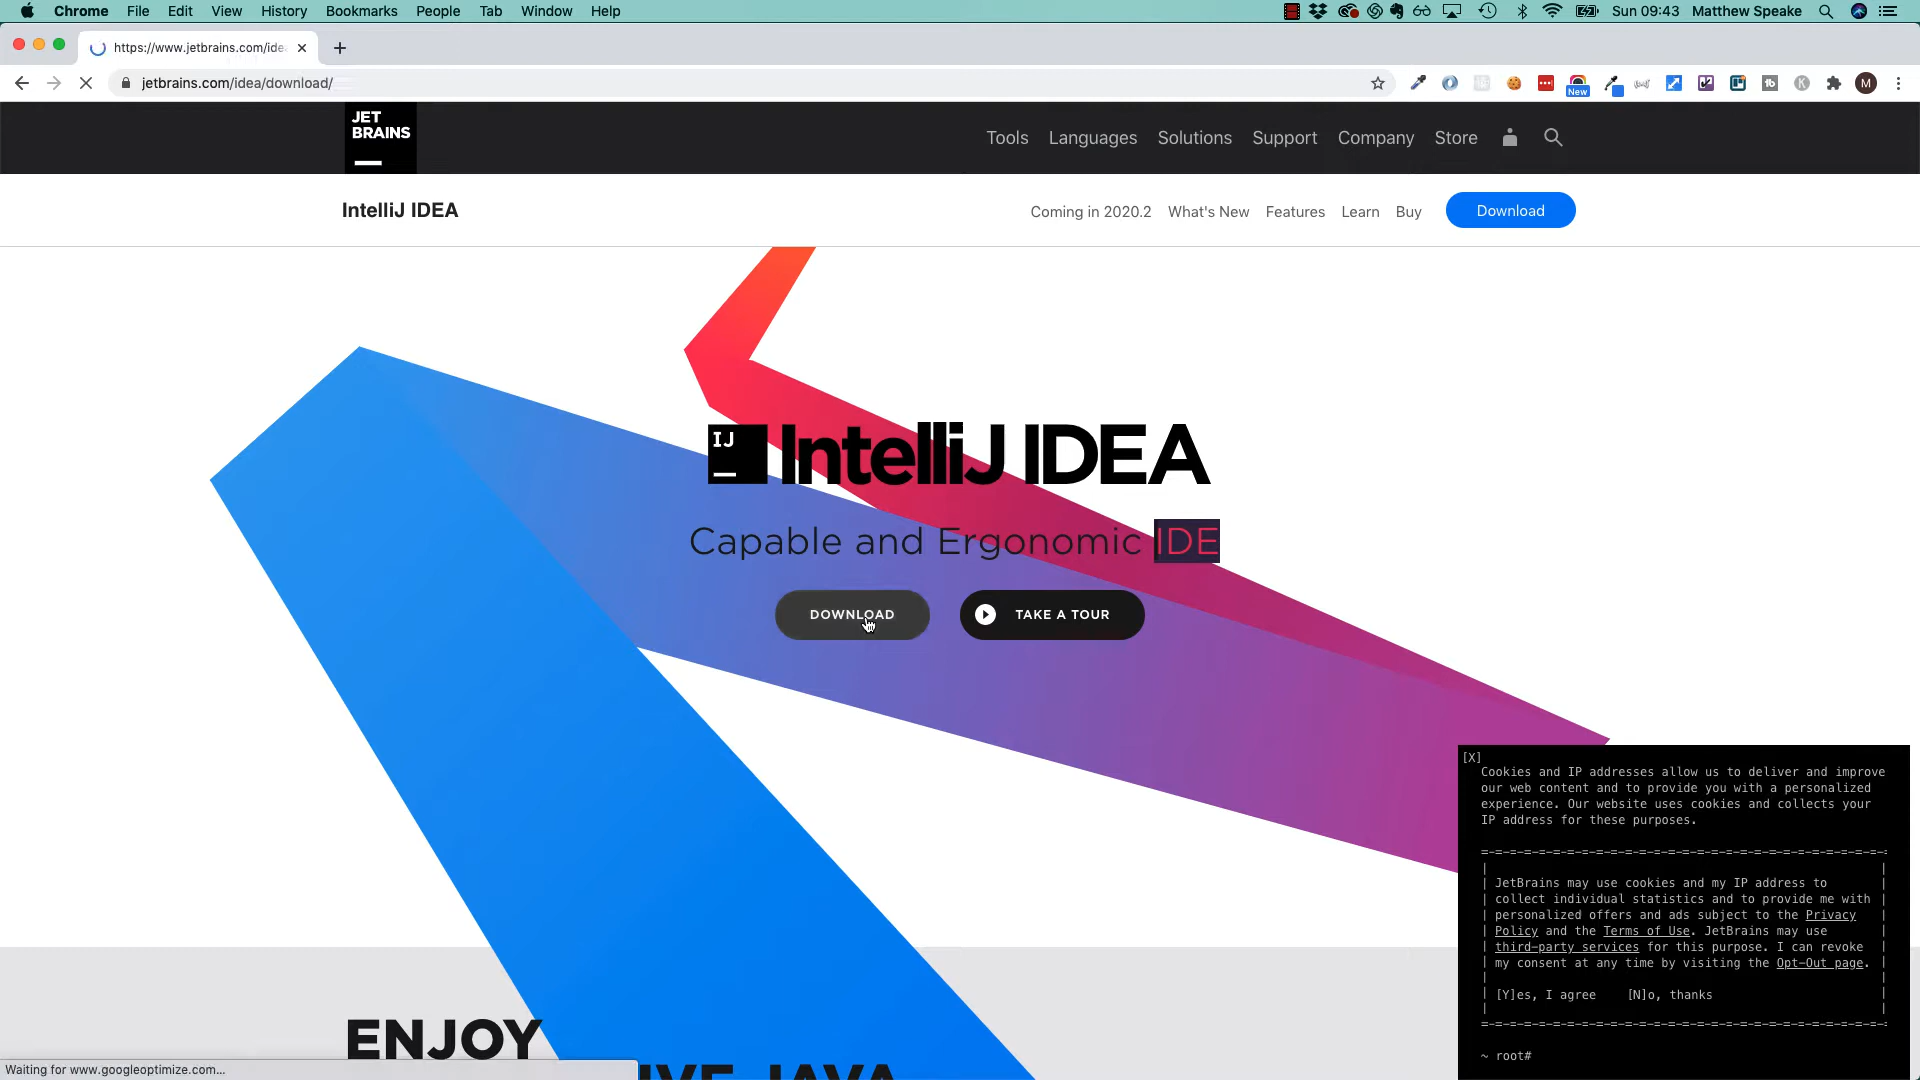 Chrome File Edit View History Bookmarks People Tab Window Help
Sun 09:43 Matthew Speake
https://www.jetbrains.com/ide
jetbrains.com/idea/download/
New
M
JET
BRAINS
Tools Languages Solutions Support Company Store
IntelliJ IDEA
Coming in 2020.2 What's New Features Learn Buy Download
IJ IntelliJ IDEA
Capable and Ergonomic IDE
DOWNLOAD TAKE A TOUR
[X]
Cookies and IP addresses allow us to deliver and improve
our web content and to provide you with a personalized
experience. Our website uses cookies and collects your
IP address for these purposes.
JetBrains may use cookies and my IP address to
collect individual statistics and to provide me with
personalized offers and ads subject to the Privacy
Policy and the Terms of Use. JetBrains may use
third-party services for this purpose. I can revoke
my consent at any time by visiting the Opt-Out page.
[Y]es, I agree [N]o, thanks
~ root#
ENJOY
JAVA
Waiting for www.googleoptimize.com...